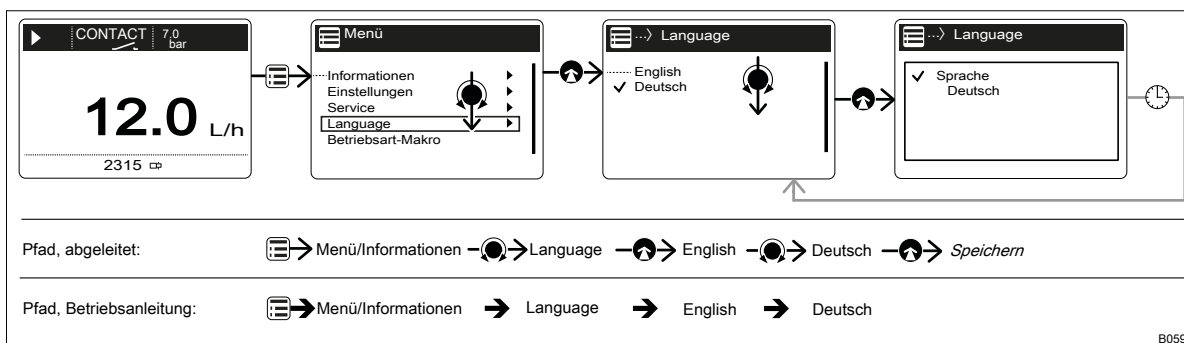 CONTACT
7.0
bar
12.0 L/h
2315
Menü
Informationen
Einstellungen
Service
Language
Betriebsart-Makro
Language
English
Deutsch
Language
Sprache
Deutsch
Pfad, abgeleitet: Menü/Informationen Language English Deutsch Speichern
Pfad, Betriebsanleitung: Menü/Informationen Language English Deutsch
B059